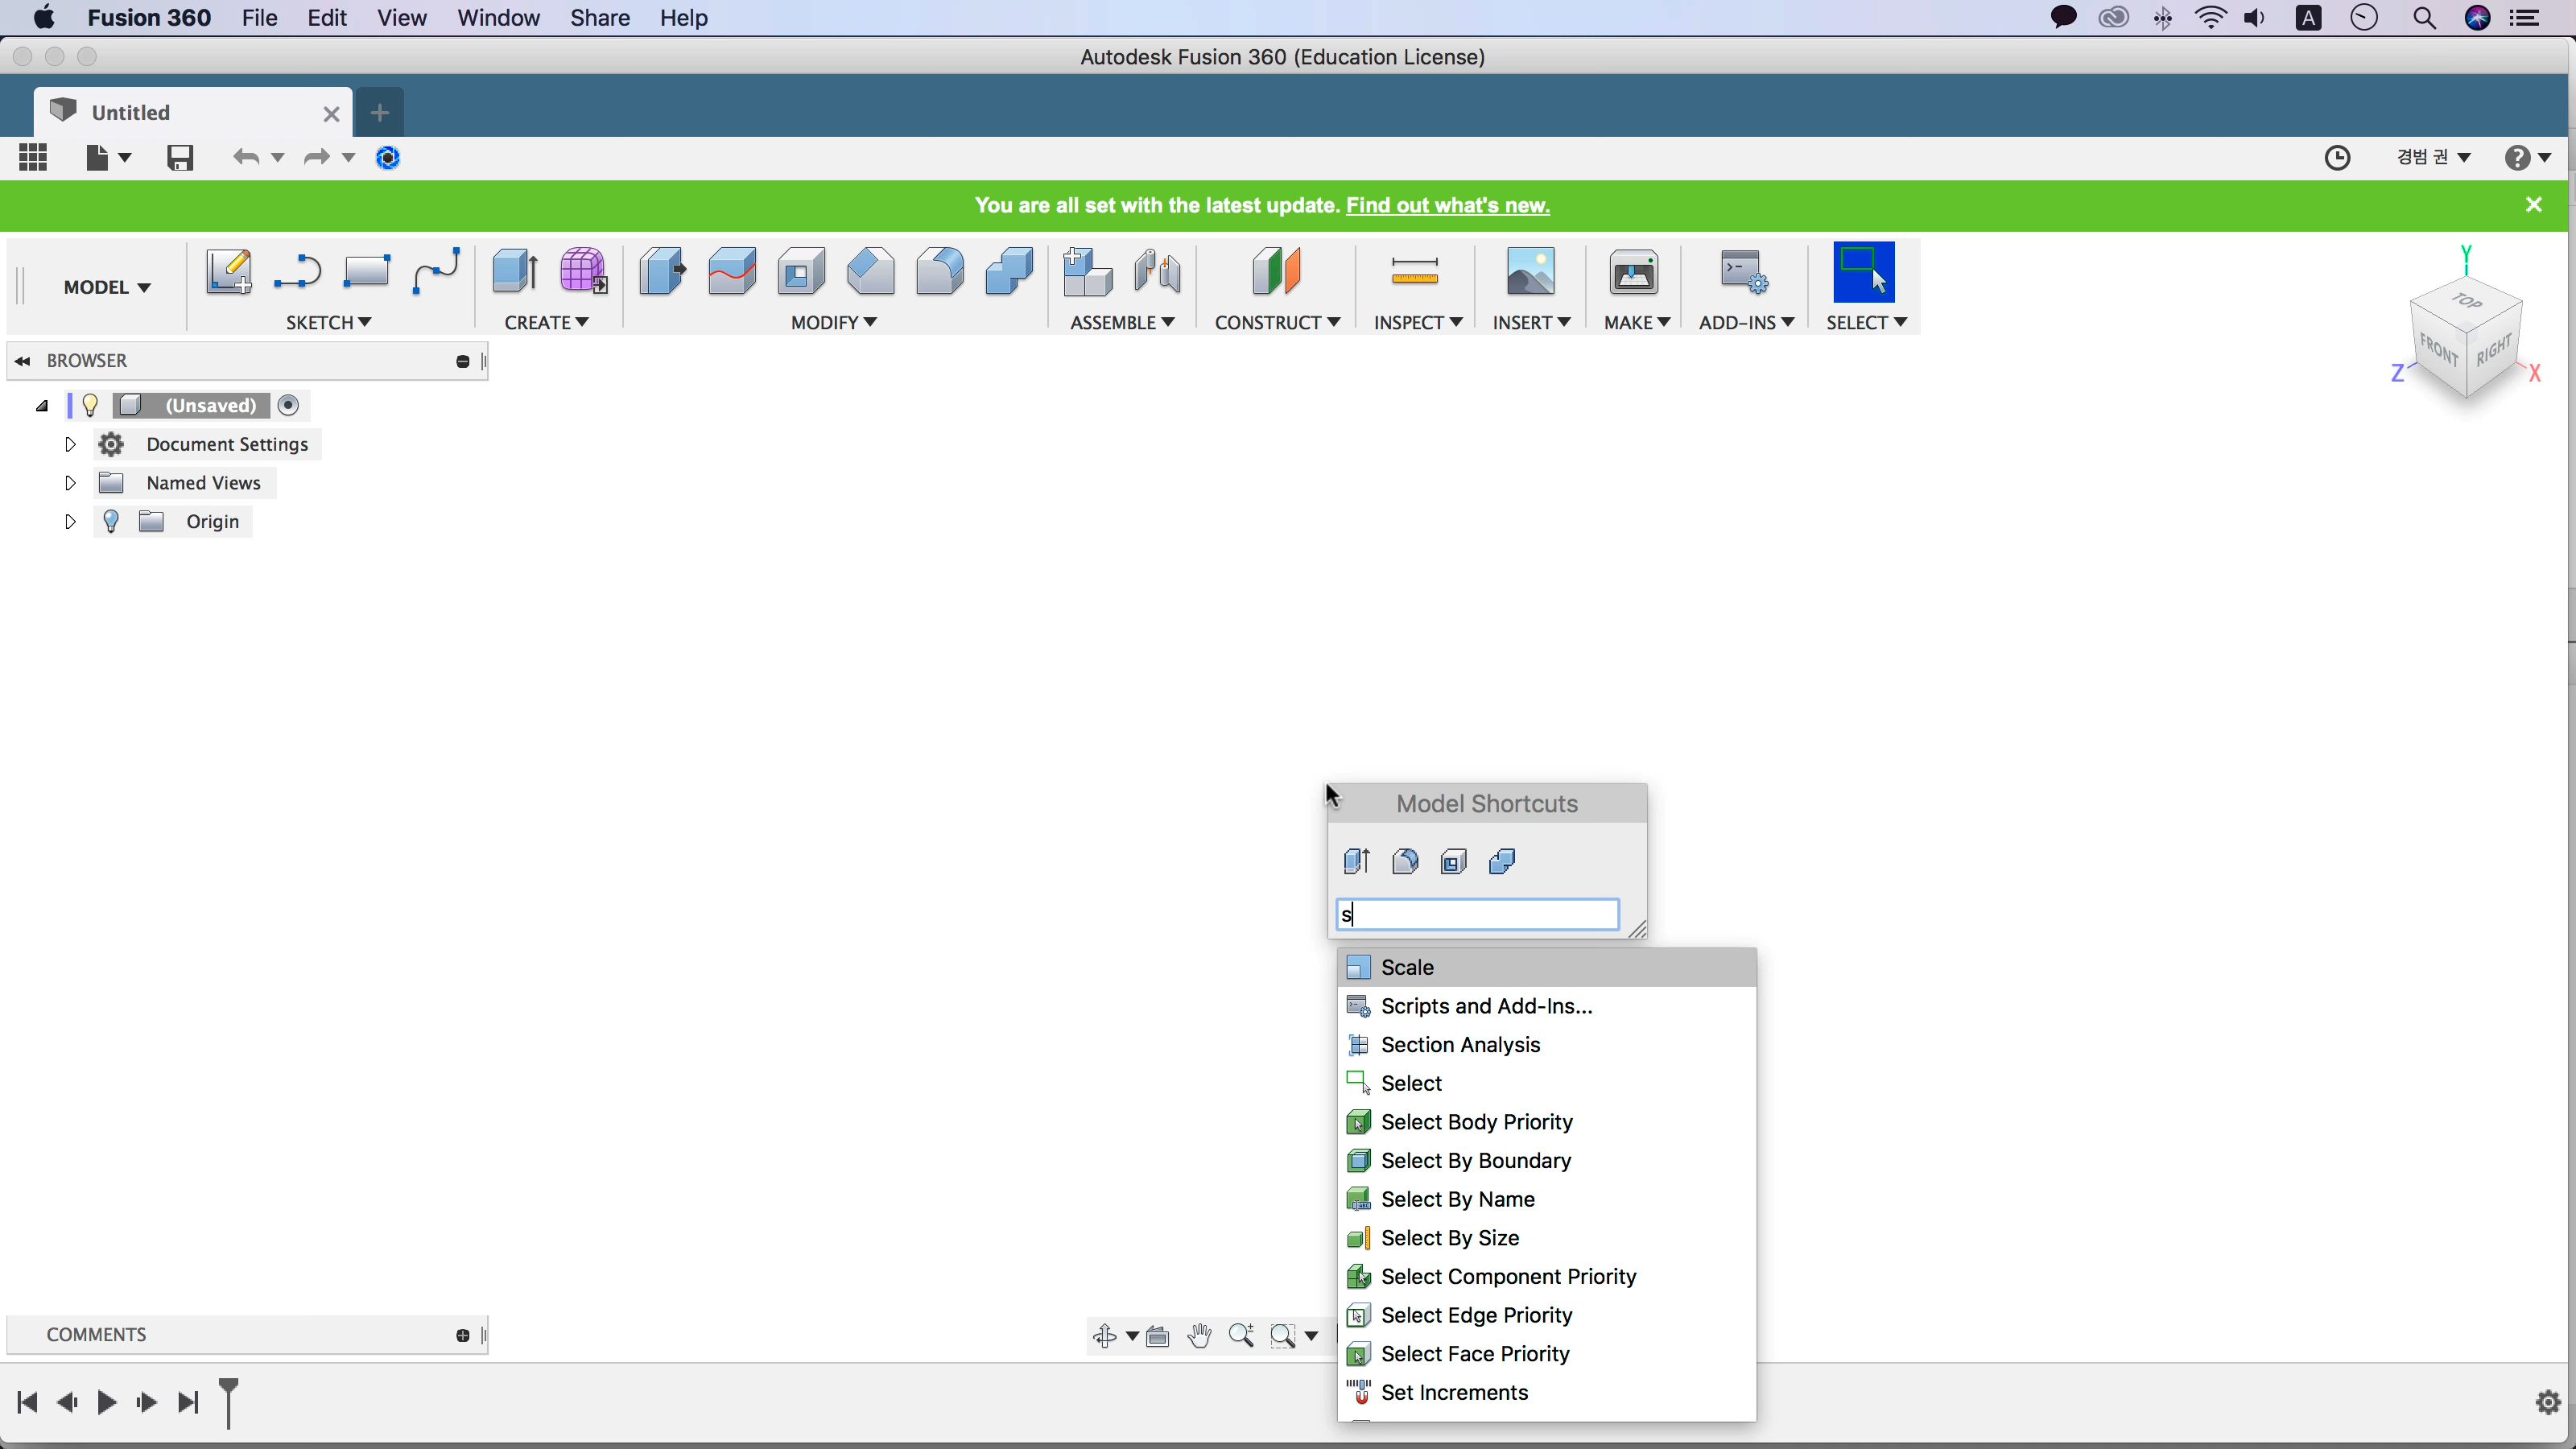 Fusion 360 File Edit View Window Share Help
A
Autodesk Fusion 360 (Education License)
Untitled
경범 권
You are all set with the latest update. Find out what's new.
MODEL
SKETCH CREATE MODIFY ASSEMBLE CONSTRUCT INSPECT INSERT MAKE ADD-INS SELECT
Y
TOP
FRONT RIGHT
Z X
BROWSER
(Unsaved)
Document Settings
Named Views
Origin
Model Shortcuts
s
Scale
Scripts and Add-Ins...
Section Analysis
Select
Select Body Priority
Select By Boundary
Select By Name
Select By Size
Select Component Priority
Select Edge Priority
Select Face Priority
Set Increments
COMMENTS